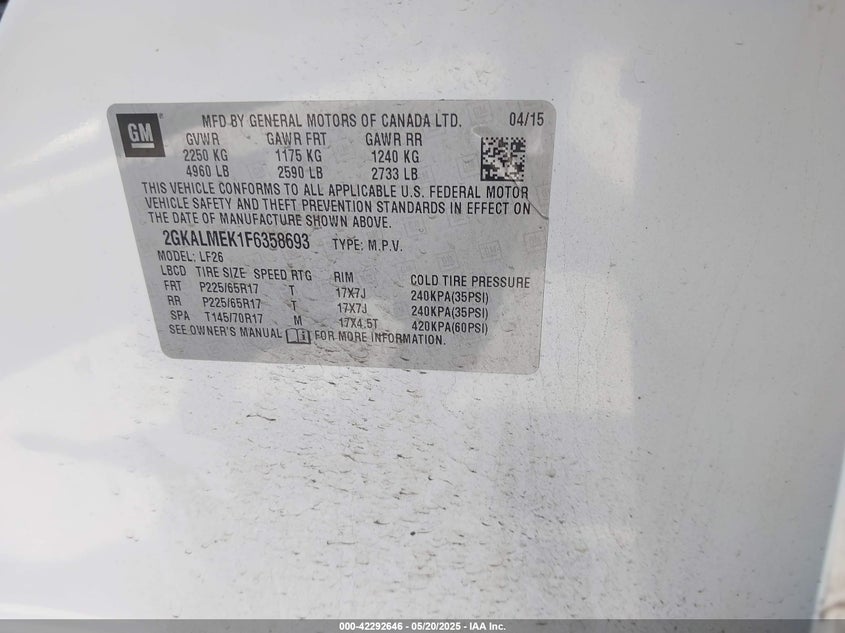 GM
MFD BY GENERAL MOTORS OF CANADA LTD. 04/15
GVWR GAWR FRT GAWR RR
2250 KG 1175 KG 1240 KG
4960 LB 2590 LB 2733 LB
THIS VEHICLE CONFORMS TO ALL APPLICABLE U.S. FEDERAL MOTOR
VEHICLE SAFETY AND THEFT PREVENTION STANDARDS IN EFFECT ON
THE DATE OF MANUFACTURE SHOWN ABOVE.
2GKALMEK1F6358693 TYPE: M.P.V.
MODEL: LF26
LBCD TIRE SIZE SPEED RTG RIM COLD TIRE PRESSURE
FRT P225/65R17 T 17X7J 240KPA(35PSI)
RR P225/65R17 T 17X7J 240KPA(35PSI)
SPA T145/70R17 M 17X4.5T 420KPA(60PSI)
SEE OWNER'S MANUAL FOR MORE INFORMATION.
000-42292646 - 05/20/2025 - IAA Inc.